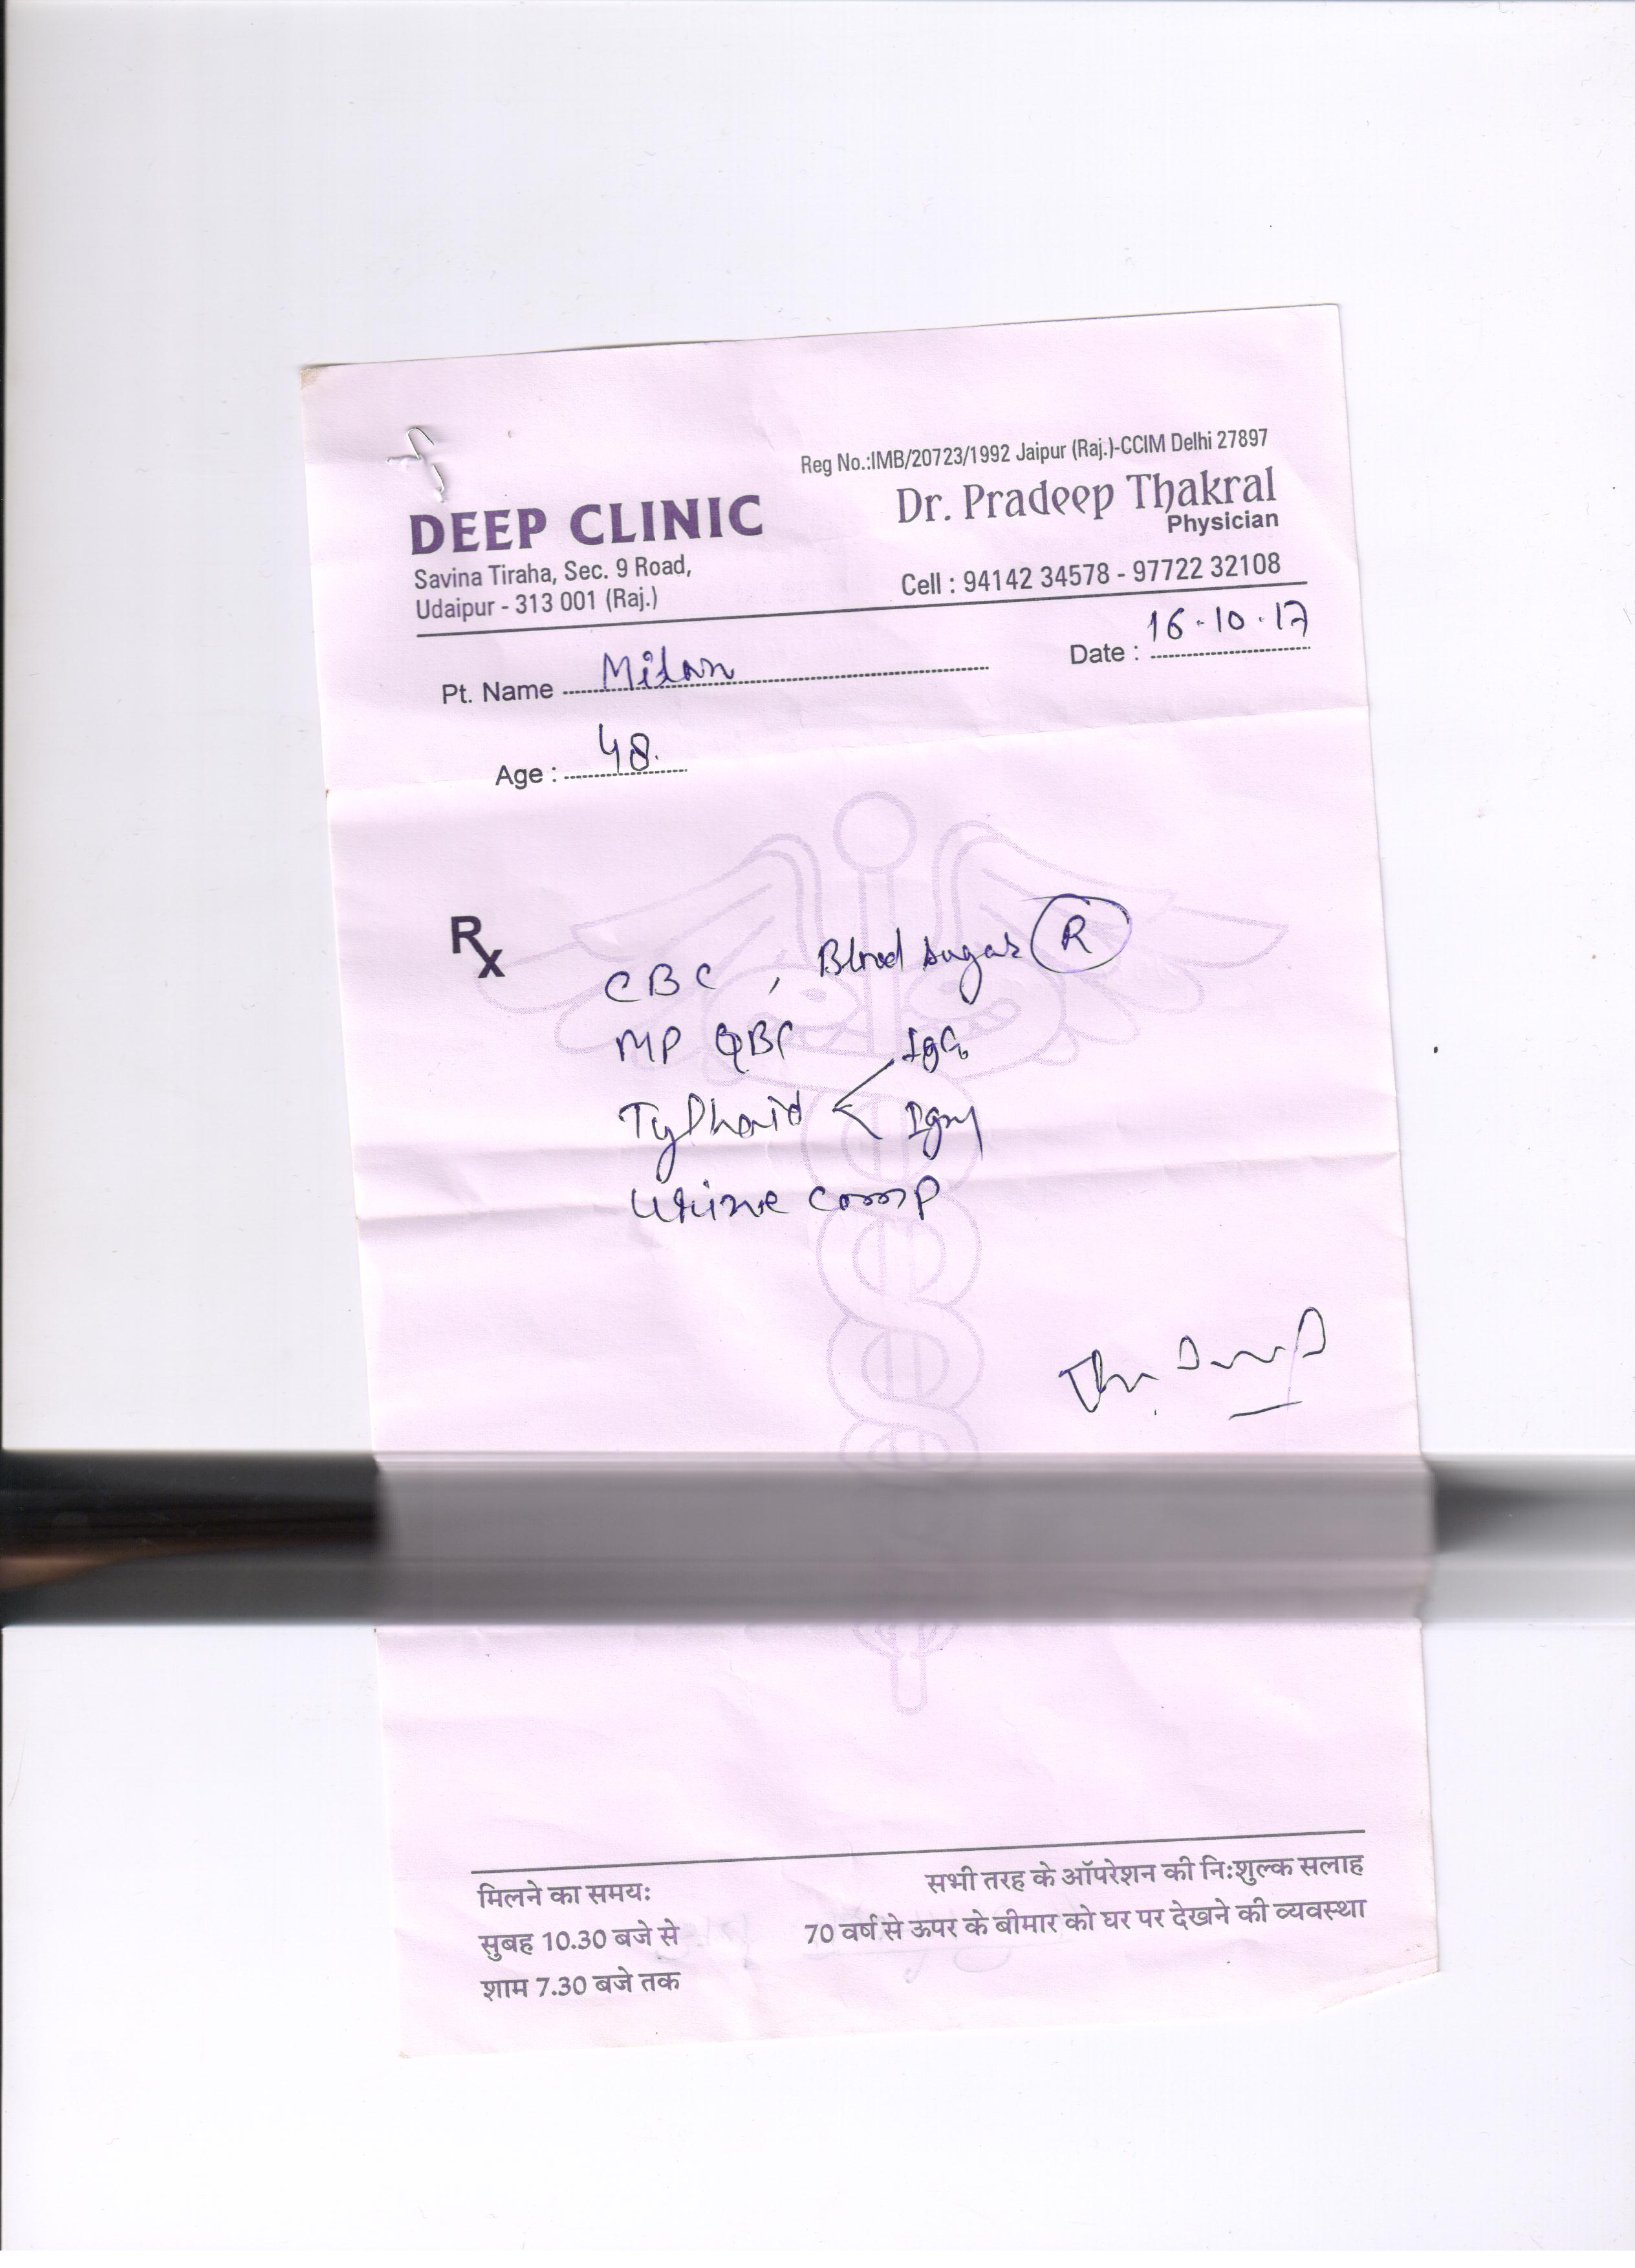 Reg No.:IMB/20723/1992 Jaipur (Raj.)-CCIM Delhi 27897
DEEP CLINIC
Dr. Pradeep Thakral
Physician
Savina Tiraha, Sec. 9 Road,
Udaipur - 313 001 (Raj.)
Cell : 94142 34578 - 97722 32108
Pt. Name Milan
Date : 16-10-17
Age : 48.
Rx
CBC , Blood sugar R
MP QBC
Typhoid < IgG
IgM
Urine comp
मिलने का समय:
सुबह 10.30 बजे से
शाम 7.30 बजे तक
सभी तरह के ऑपरेशन की नि:शुल्क सलाह
70 वर्ष से ऊपर के बीमार को घर पर देखने की व्यवस्था